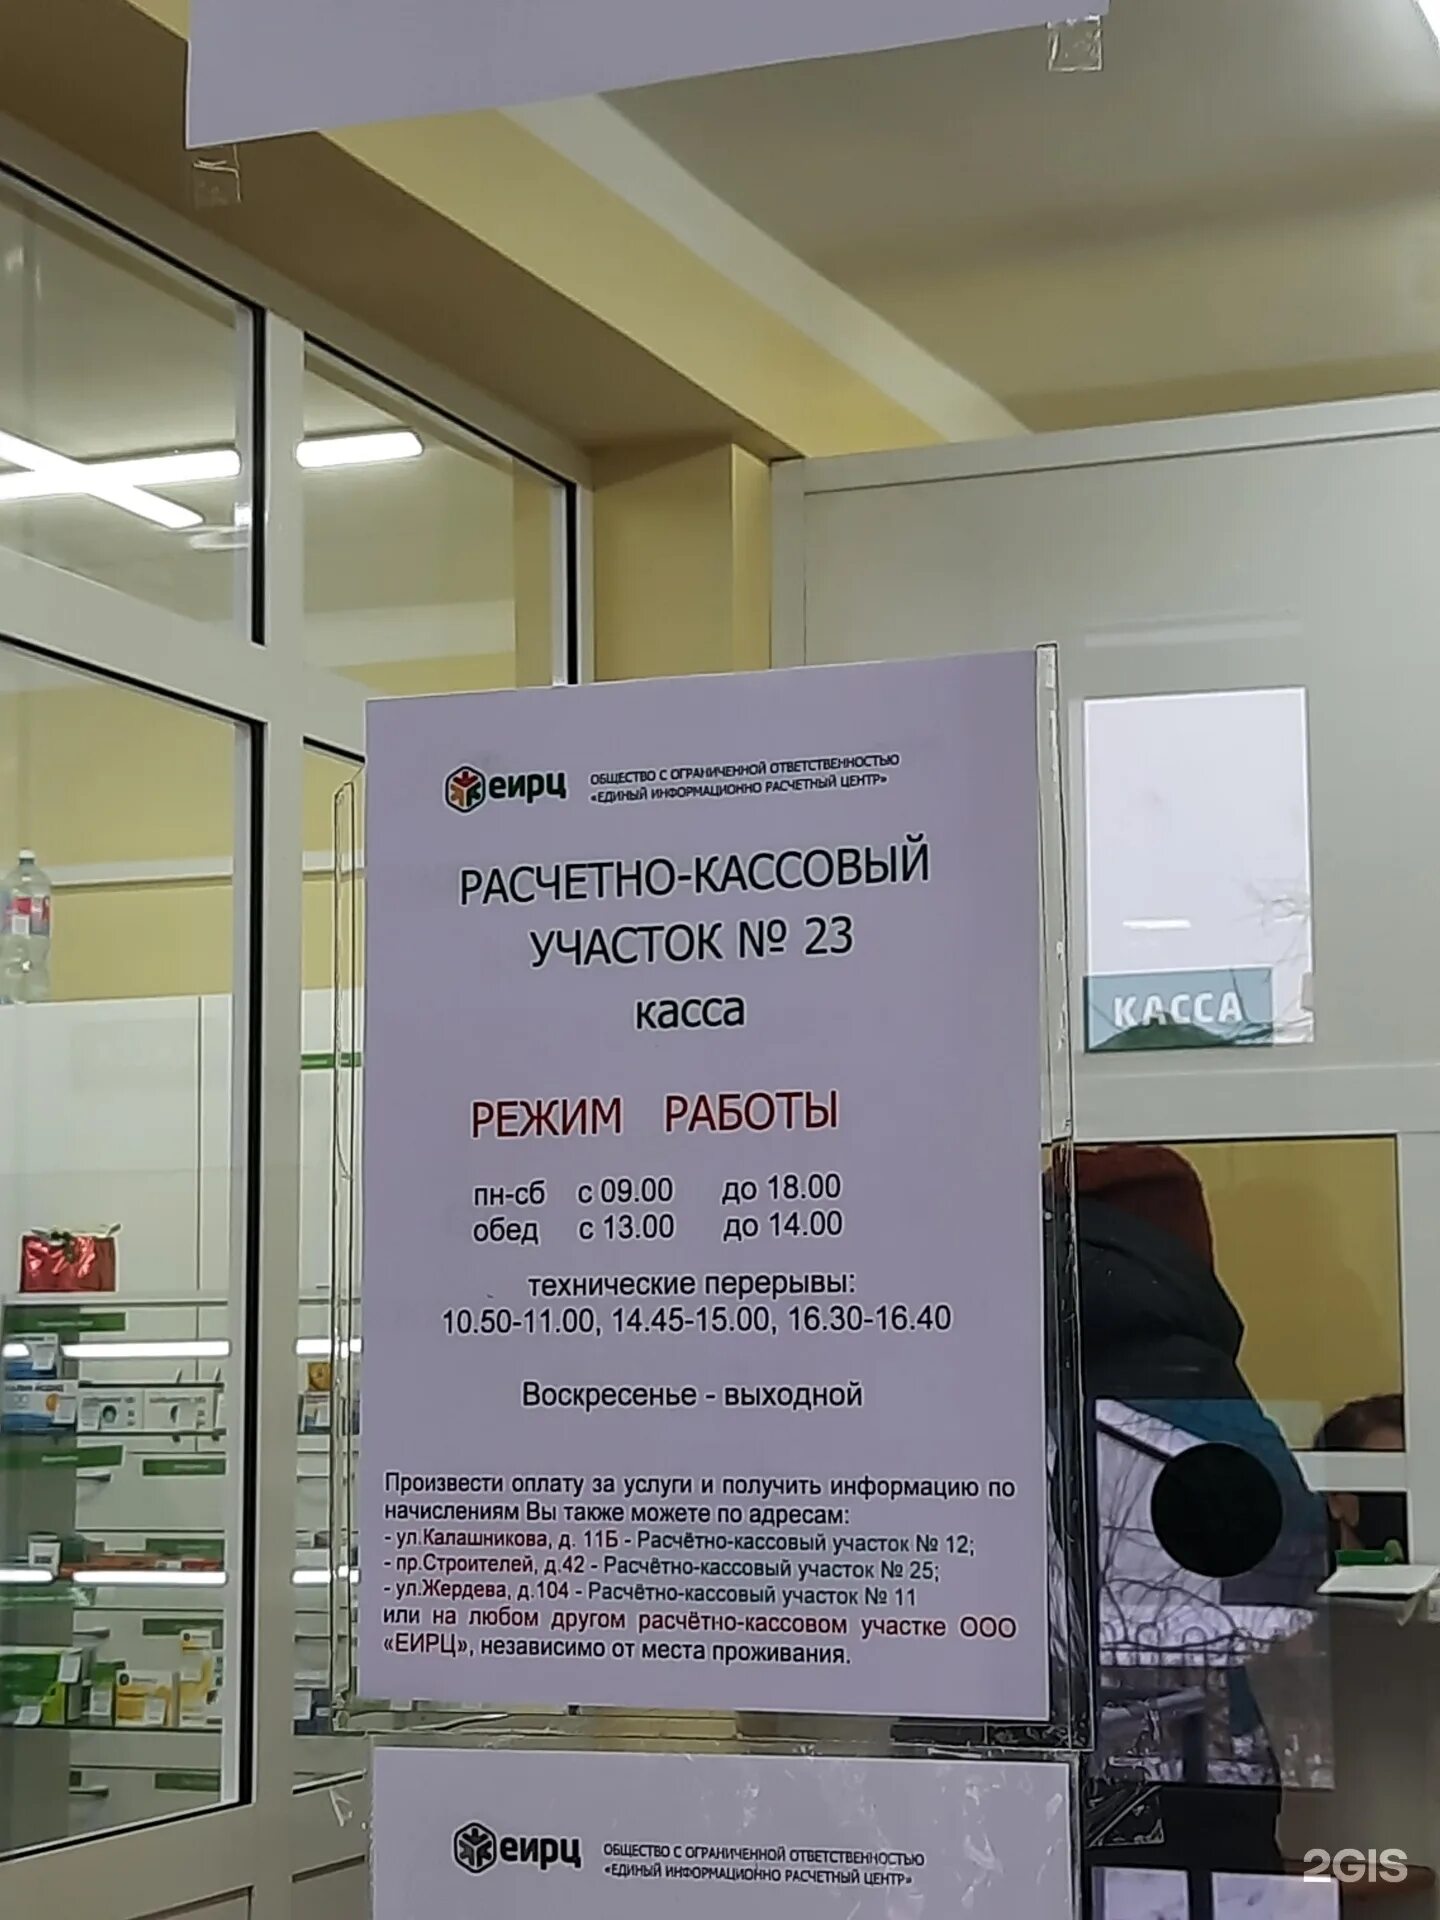 еирц ОБЩЕСТВО С ОГРАНИЧЕННОЙ ОТВЕТСТВЕННОСТЬЮ
«ЕДИНЫЙ ИНФОРМАЦИОННО РАСЧЕТНЫЙ ЦЕНТР»
РАСЧЕТНО-КАССОВЫЙ
УЧАСТОК № 23
касса
РЕЖИМ РАБОТЫ
пн-сб с 09.00 до 18.00
обед с 13.00 до 14.00
технические перерывы:
10.50-11.00, 14.45-15.00, 16.30-16.40
Воскресенье - выходной
Произвести оплату за услуги и получить информацию по
начислениям Вы также можете по адресам:
- ул.Калашникова, д. 11Б - Расчётно-кассовый участок № 12;
- пр.Строителей, д.42 - Расчётно-кассовый участок № 25;
- ул.Жердева, д.104 - Расчётно-кассовый участок № 11
или на любом другом расчётно-кассовом участке ООО
«ЕИРЦ», независимо от места проживания.
КАССА
еирц ОБЩЕСТВО С ОГРАНИЧЕННОЙ ОТВЕТСТВЕННОСТЬЮ
«ЕДИНЫЙ ИНФОРМАЦИОННО РАСЧЕТНЫЙ ЦЕНТР»
2GIS